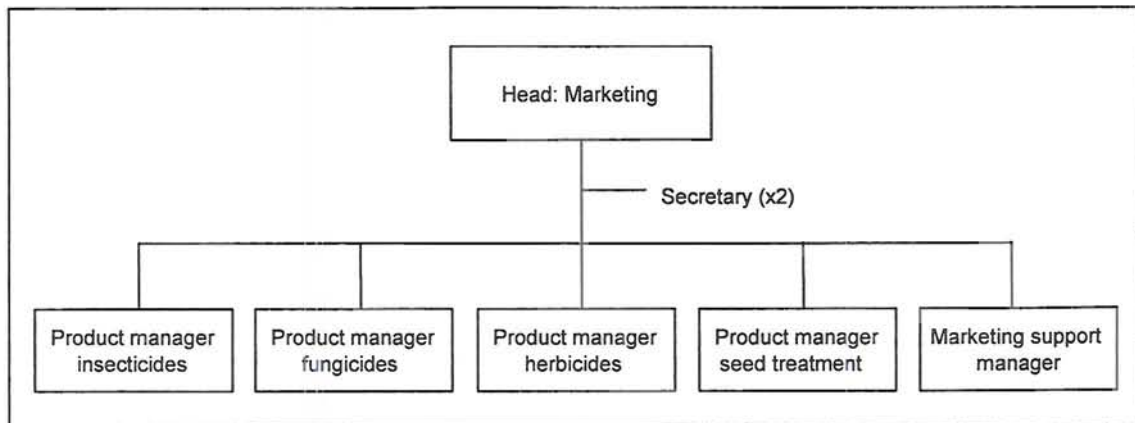 Head: Marketing
Secretary (x2)
Product manager
insecticides
Product manager
fungicides
Product manager
herbicides
Product manager
seed treatment
Marketing support
manager